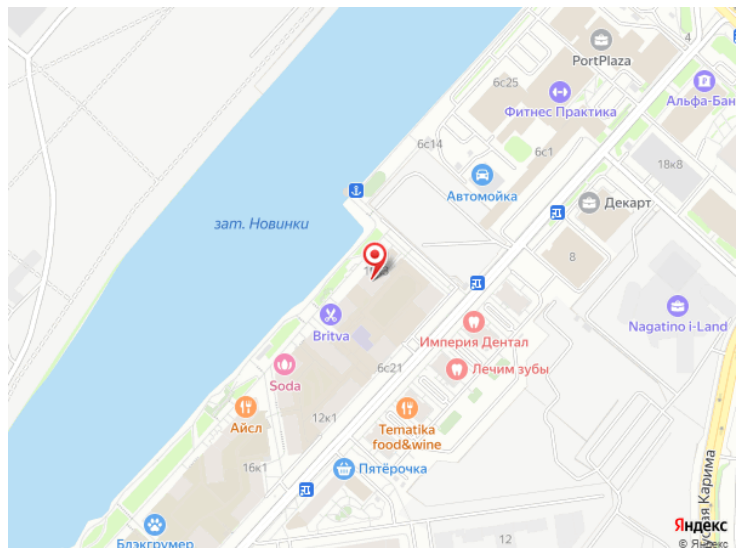 4
PortPlaza
6с25
Альфа-Бан
Фитнес Практика
6с14
6с1
18к8
Автомойка
Декарт
зат. Новинки
8
Britva
Nagatino i-Land
Империя Дентал
Soda
6с21
Лечим зубы
12к1
Айсл
Tematika
food&wine
16к1
Пятёрочка
12
Яндекс
Блэкгрумер
© Яндекс